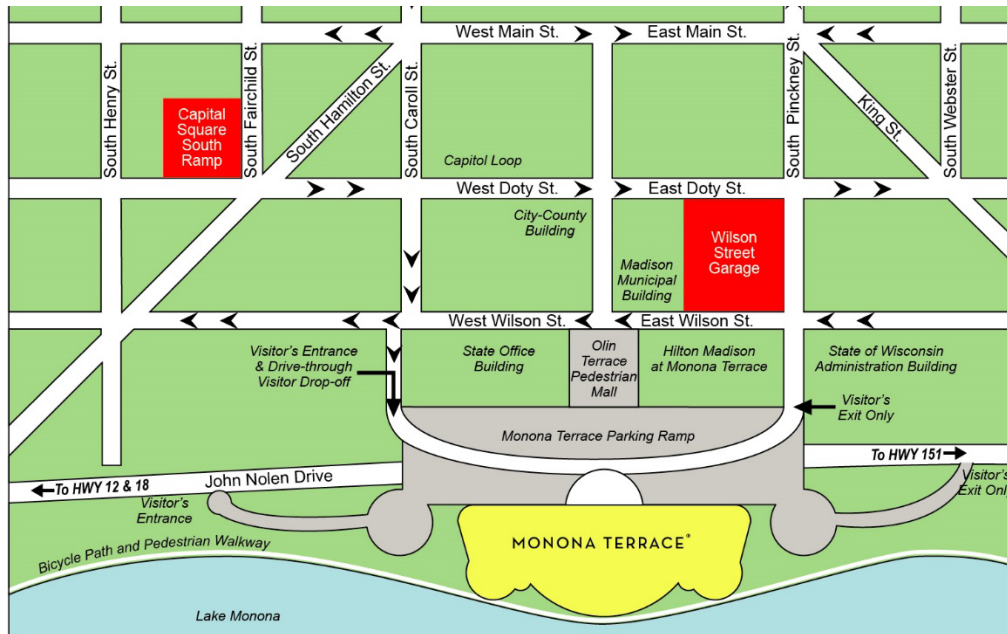 West Main St.
East Main St.
South Henry St.
South Fairchild St.
South Hamilton St.
South Caroll St.
South Pinckney St.
King St.
South Webster St.
Capital
Square
South
Ramp
Capitol Loop
West Doty St.
East Doty St.
City-County
Building
Madison
Municipal
Building
Wilson
Street
Garage
West Wilson St.
East Wilson St.
Visitor's Entrance
& Drive-through
Visitor Drop-off
State Office
Building
Olin
Terrace
Pedestrian
Mall
Hilton Madison
at Monona Terrace
State of Wisconsin
Administration Building
Visitor's
Exit Only
Monona Terrace Parking Ramp
To HWY 151
To HWY 12 & 18
John Nolen Drive
Visitor's
Entrance
Visitor's
Exit Only
Bicycle Path and Pedestrian Walkway
MONONA TERRACE®
Lake Monona